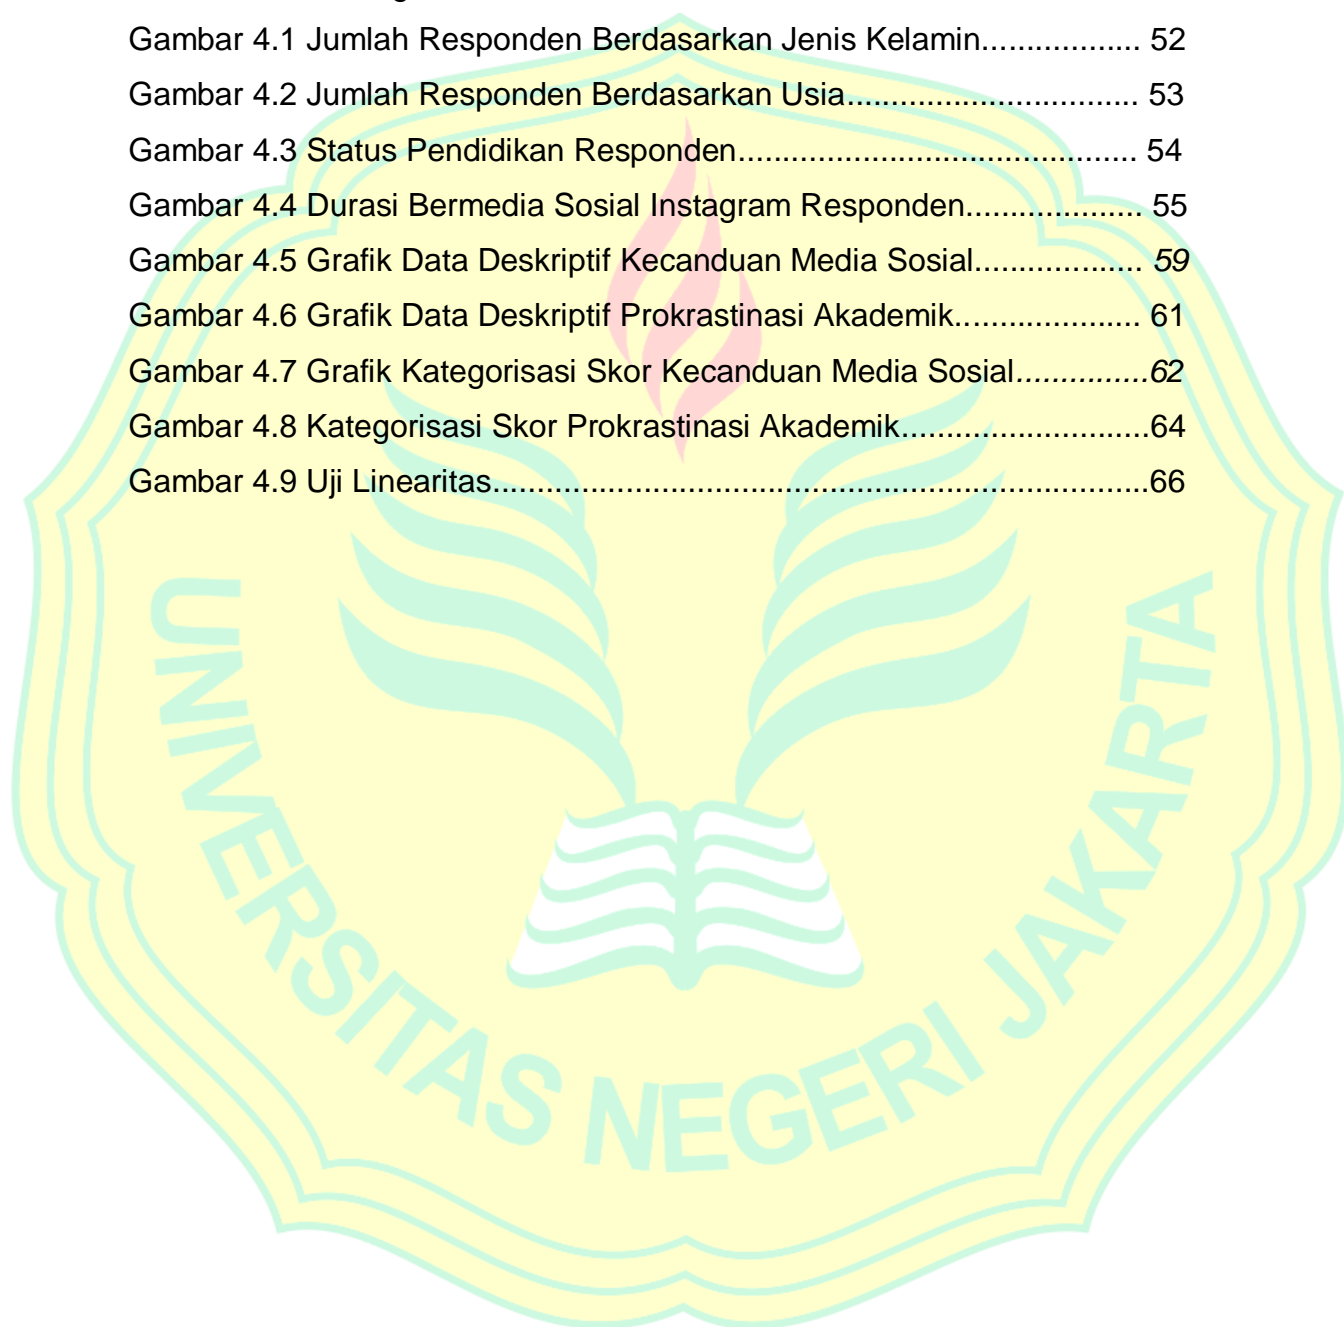 Gambar 4.1 Jumlah Responden Berdasarkan Jenis Kelamin.................. 52
Gambar 4.2 Jumlah Responden Berdasarkan Usia................................. 53
Gambar 4.3 Status Pendidikan Responden............................................. 54
Gambar 4.4 Durasi Bermedia Sosial Instagram Responden.................... 55
Gambar 4.5 Grafik Data Deskriptif Kecanduan Media Sosial................... 59
Gambar 4.6 Grafik Data Deskriptif Prokrastinasi Akademik..................... 61
Gambar 4.7 Grafik Kategorisasi Skor Kecanduan Media Sosial...............62
Gambar 4.8 Kategorisasi Skor Prokrastinasi Akademik............................64
Gambar 4.9 Uji Linearitas..........................................................................66
UNIVERSITAS NEGERI JAKARTA